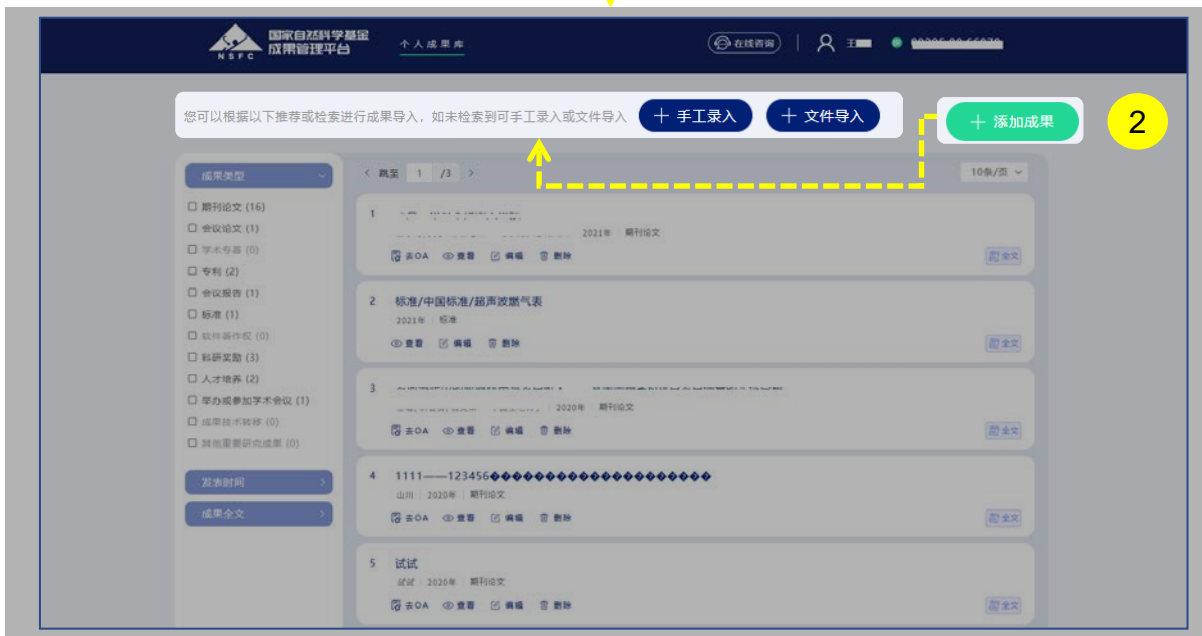 国家自然科学基金
成果管理平台
NSFC
个人成果库
在线咨询
王
您可以根据以下推荐或检索进行成果导入，如未检索到可手工录入或文件导入
手工录入
文件导入
添加成果
2
成果类型
跳至 1 /3
10条/页
期刊论文 (16)
会议论文 (1)
学术专著 (0)
专利 (2)
会议报告 (1)
标准 (1)
软件著作权 (0)
科研奖励 (3)
人才培养 (2)
举办或参加学术会议 (1)
成果技术转移 (0)
其他重要研究成果 (0)
发表时间
成果全文
1
2021年 期刊论文
去OA 查看 编辑 删除 全文
2 标准/中国标准/超声波燃气表
2021年 标准
查看 编辑 删除 全文
3
2020年 期刊论文
去OA 查看 编辑 删除 全文
4 1111——123456��������������������
山川 2020年 期刊论文
去OA 查看 编辑 删除 全文
5 试试
试试 2020年 期刊论文
去OA 查看 编辑 删除 全文